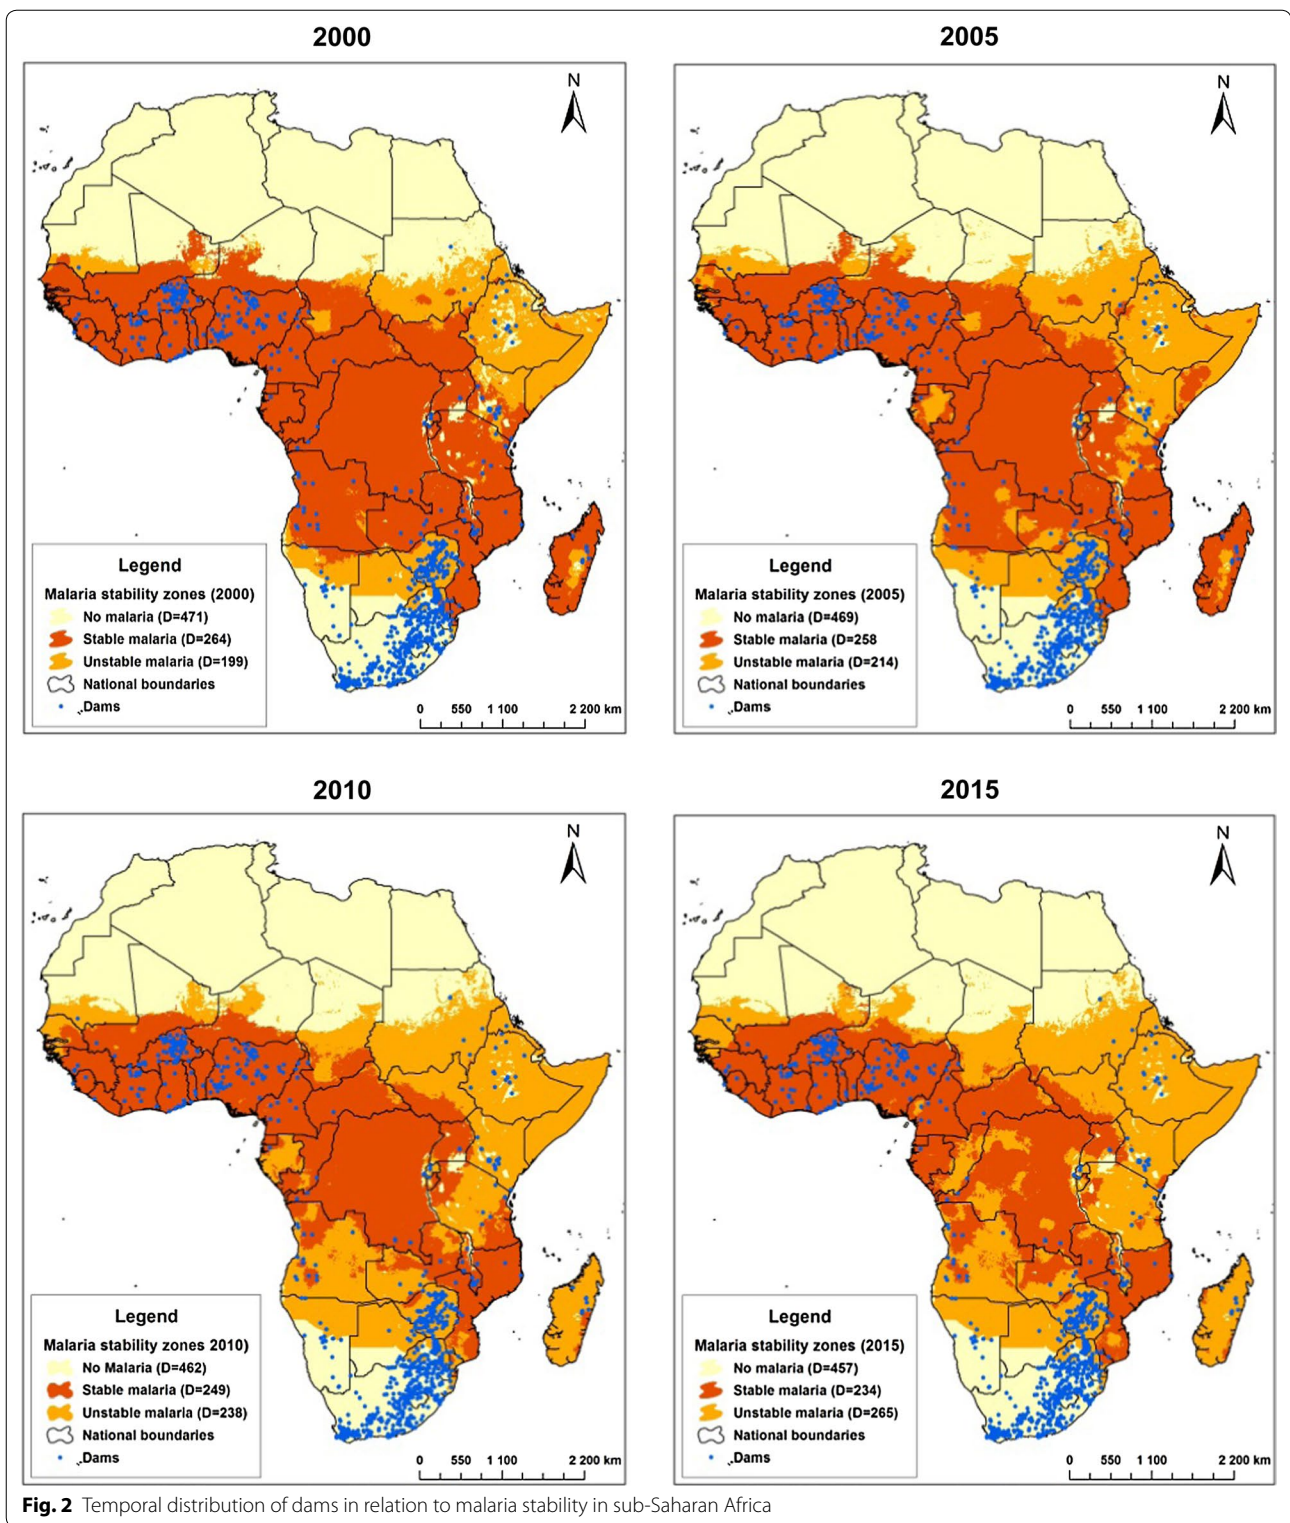 2000
N
Legend
Malaria stability zones (2000)
No malaria (D=471)
Stable malaria (D=264)
Unstable malaria (D=199)
National boundaries
Dams
0 550 1 100 2 200 km
2005
N
Legend
Malaria stability zones (2005)
No malaria (D=469)
Stable malaria (D=258
Unstable malaria (D=214)
National boundaries
Dams
0 550 1 100 2 200 km
2010
N
Legend
Malaria stability zones 2010)
No Malaria (D=462)
Stable malaria (D=249)
Unstable malaria (D=238)
National boundaries
Dams
0 550 1 100 2 200 km
2015
N
Legend
Malaria stability zones (2015)
No malaria (D=457)
Stable malaria (D=234)
Unstable malaria (D=265)
National boundaries
Dams
0 550 1 100 2 200 km
Fig. 2 Temporal distribution of dams in relation to malaria stability in sub-Saharan Africa